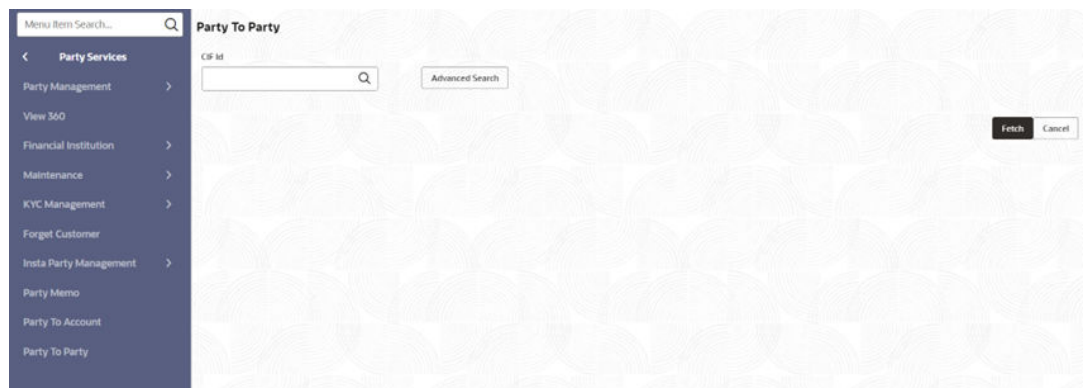 Menu Item Search...
Party Services
Party Management
View 360
Financial Institution
Maintenance
KYC Management
Forget Customer
Insta Party Management
Party Memo
Party To Account
Party To Party
Party To Party
CIF Id
Advanced Search
Fetch Cancel